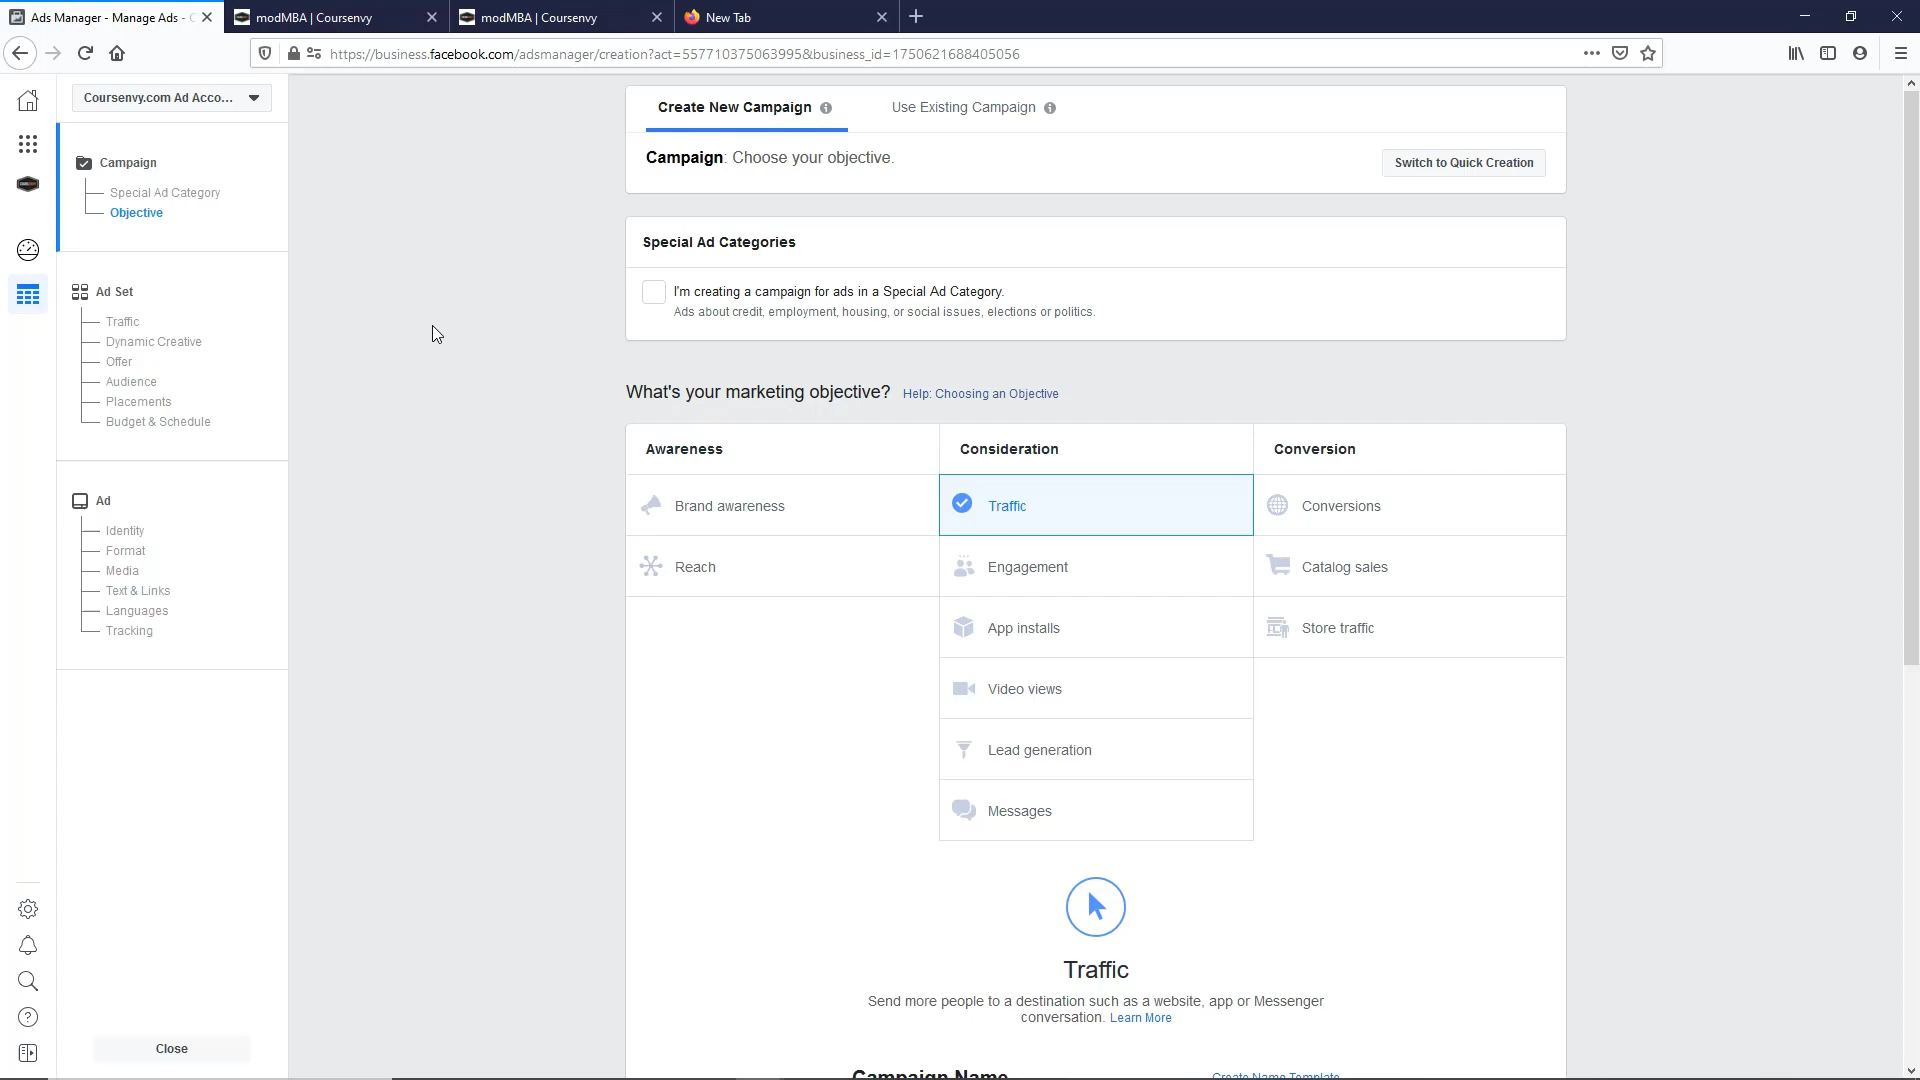 Ads Manager - Manage Ads - C
modMBA | Coursenvy
modMBA | Coursenvy
New Tab
https://business.facebook.com/adsmanager/creation?act=557710375063995&business_id=1750621688405056
Coursenvy.com Ad Acco...
Campaign
Special Ad Category
Objective
Ad Set
Traffic
Dynamic Creative
Offer
Audience
Placements
Budget & Schedule
Ad
Identity
Format
Media
Text & Links
Languages
Tracking
Close
Create New Campaign
Use Existing Campaign
Campaign: Choose your objective.
Switch to Quick Creation
Special Ad Categories
I'm creating a campaign for ads in a Special Ad Category.
Ads about credit, employment, housing, or social issues, elections or politics.
What's your marketing objective? Help: Choosing an Objective
Awareness
Consideration
Conversion
Brand awareness
Traffic
Conversions
Reach
Engagement
Catalog sales
App installs
Store traffic
Video views
Lead generation
Messages
Traffic
Send more people to a destination such as a website, app or Messenger
conversation. Learn More
Campaign Name
Create Name Template